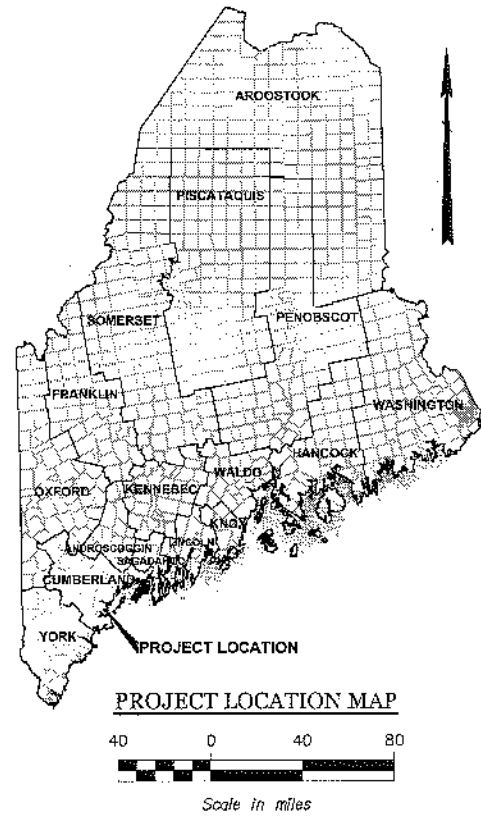 AROOSTOOK
PISCATAQUIS
SOMERSET
PENOBSCOT
FRANKLIN
WASHINGTON
HANCOCK
WALDO
OXFORD
KENNEBEC
KNOX
LINCOLN
ANDROSCOGGIN
SAGADAHOC
CUMBERLAND
YORK
PROJECT LOCATION
PROJECT LOCATION MAP
40 0 40 80
Scale in miles